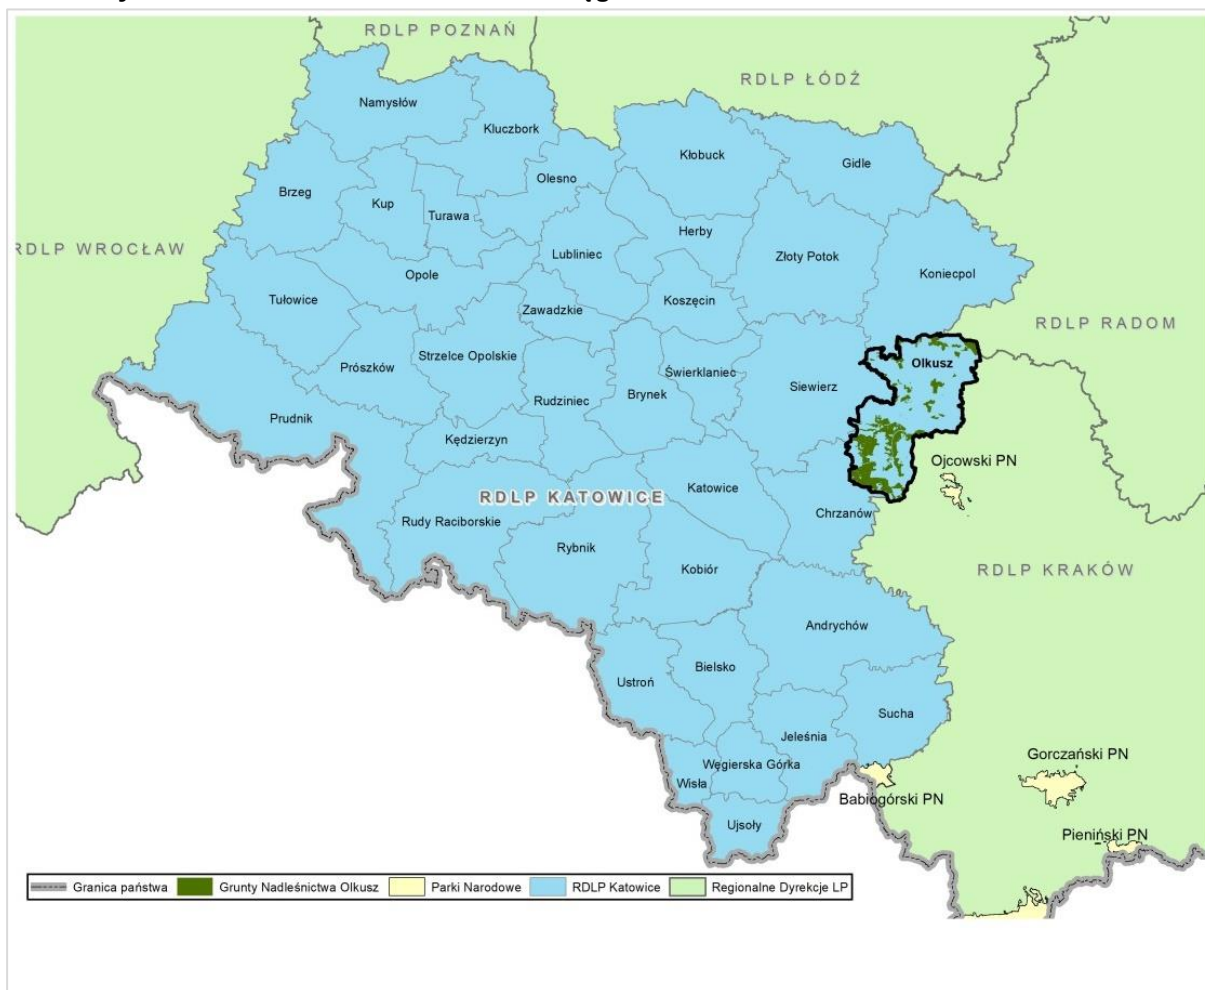 RDLP POZNAŃ
RDLP ŁÓDŹ
Namysłów
Kluczbork
Kłobuck
Gidle
Olesno
Brzeg
Kup
Turawa
Herby
RDLP WROCŁAW
Lubliniec
Złoty Potok
Opole
Koniecpol
Tułowice
Koszęcin
Zawadzkie
RDLP RADOM
Strzelce Opolskie
Olkusz
Prószków
Świerklaniec
Siewierz
Brynek
Rudziniec
Prudnik
Kędzierzyn
Ojcowski PN
Katowice
RDLP KATOWICE
Chrzanów
Rudy Raciborskie
Rybnik
Kobiór
RDLP KRAKÓW
Andrychów
Bielsko
Ustroń
Sucha
Jeleśnia
Gorczański PN
Węgierska Górka
Wisła
Babiogórski PN
Ujsoły
Pieniński PN
Granica państwa Grunty Nadleśnictwa Olkusz Parki Narodowe RDLP Katowice Regionalne Dyrekcje LP